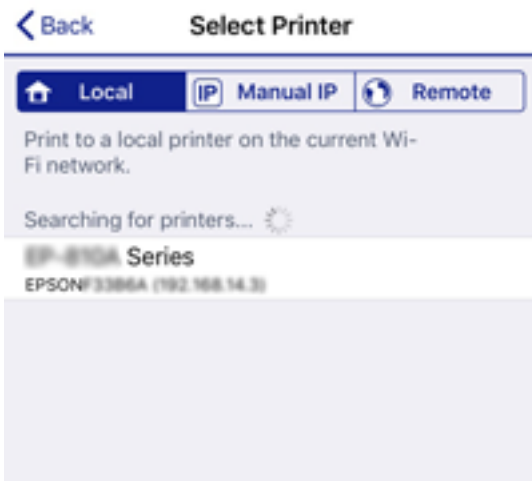 Back Select Printer
Local IP Manual IP Remote
Print to a local printer on the current Wi-
Fi network.
Searching for printers...
Series
EPSON